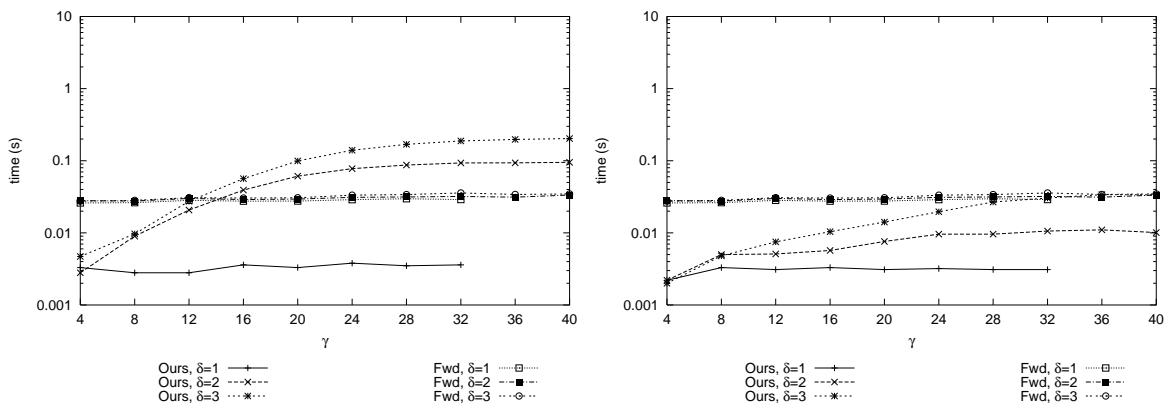 10
1
0.1
0.01
0.001
time (s)
4 8 12 16 20 24 28 32 36 40
γ
Ours, δ=1
Ours, δ=2
Ours, δ=3
Fwd, δ=1
Fwd, δ=2
Fwd, δ=3
10
1
0.1
0.01
0.001
time (s)
4 8 12 16 20 24 28 32 36 40
γ
Ours, δ=1
Ours, δ=2
Ours, δ=3
Fwd, δ=1
Fwd, δ=2
Fwd, δ=3